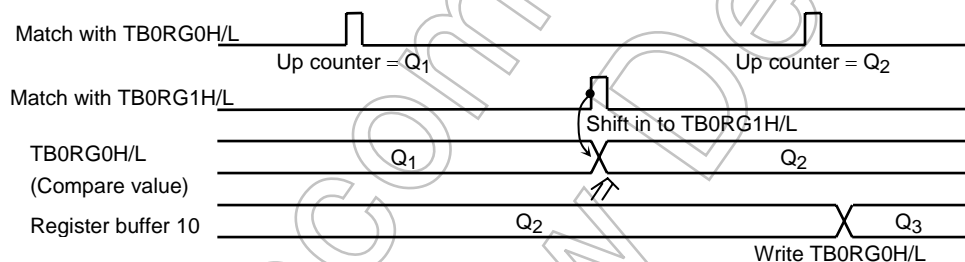 Match with TB0RG0H/L
Up counter = Q1
Up counter = Q2
Match with TB0RG1H/L
Shift in to TB0RG1H/L
TB0RG0H/L
(Compare value)
Q1
Q2
Register buffer 10
Q2
Q3
Write TB0RG0H/L